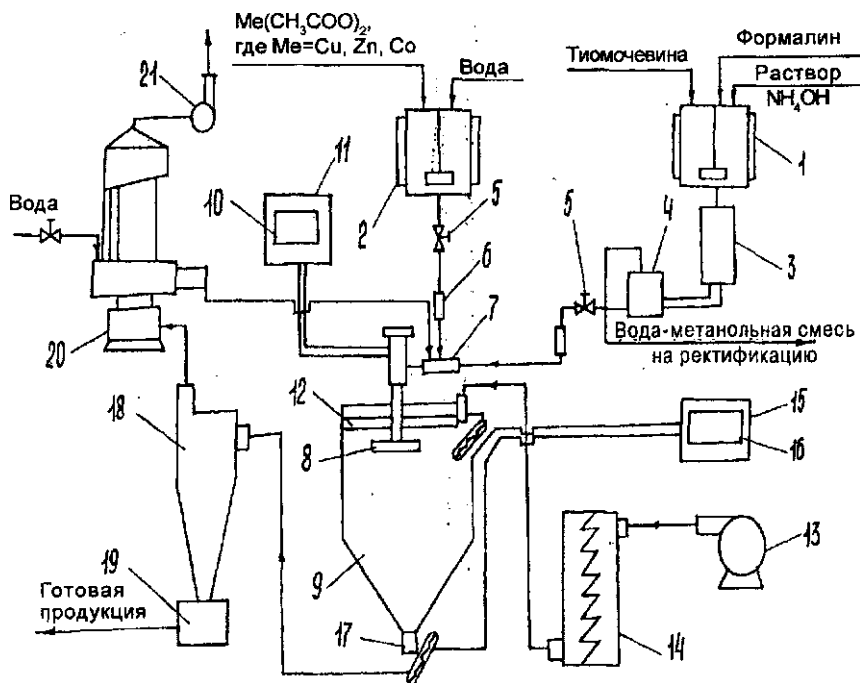 Me(CH₃COO)₂,
где Me=Cu, Zn, Co
Вода
Тиомочевина
Формалин
Раствор
NH₄OH
21
11
10
2
5
6
7
1
4
5
3
Вода
Вода-метанольная смесь
на ректификацию
20
12
8
18
15
16
13
9
19
Готовая
продукция
17
14